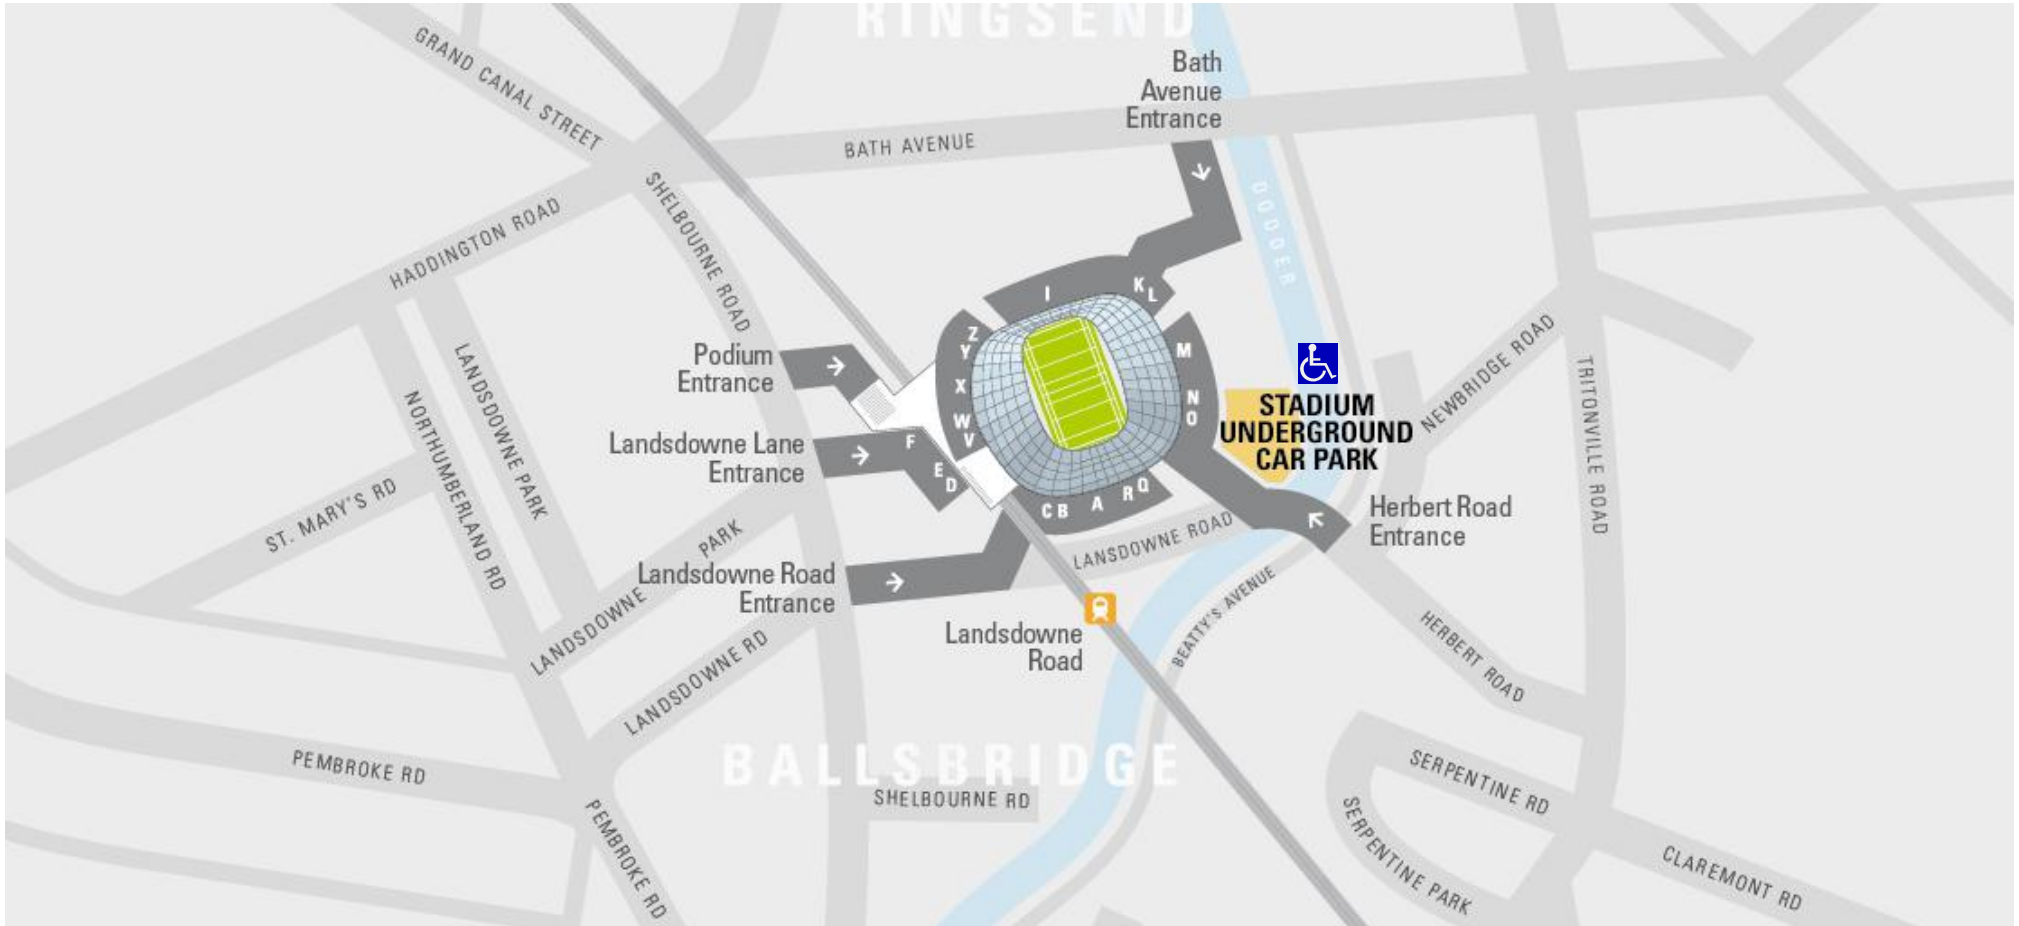 RINGSEND
GRAND CANAL STREET
Bath
Avenue
Entrance
BATH AVENUE
SHELBOURNE ROAD
HADDINGTON ROAD
DODDER
I
K
L
Z
Y
X
W
V
M
N
O
F
E
D
C B
A
R Q
Podium
Entrance
Landsdowne Lane
Entrance
Landsdowne Road
Entrance
STADIUM
UNDERGROUND
CAR PARK
NEWBRIDGE ROAD
TRITONVILLE ROAD
LANDSDOWNE PARK
NORTHUMBERLAND RD
ST. MARY'S RD
LANDSDOWNE PARK
LANDSDOWNE RD
Herbert Road
Entrance
LANSDOWNE ROAD
BEATTY'S AVENUE
Landsdowne
Road
HERBERT ROAD
BALLSBRIDGE
SHELBOURNE RD
PEMBROKE RD
PEMBROKE RD
SERPENTINE RD
SERPENTINE PARK
CLAREMONT RD